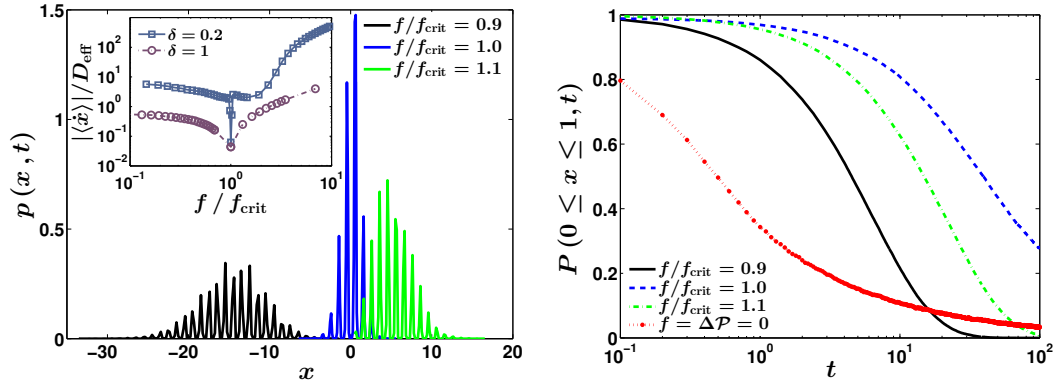 p(x,t)
1.5
1
0.5
0
−30
−20
−10
0
10
20
x
f/f_crit = 0.9
f/f_crit = 1.0
f/f_crit = 1.1
|⟨ẋ⟩|/D_eff
10^2
10^1
10^0
10^−1
10^−2
10^−1
10^0
10^1
f / f_crit
δ = 0.2
δ = 1
P(0 ≤ x ≤ 1, t)
1
0.8
0.6
0.4
0.2
0
10^−1
10^0
10^1
10^2
t
f/f_crit = 0.9
f/f_crit = 1.0
f/f_crit = 1.1
f = Δ𝒫 = 0